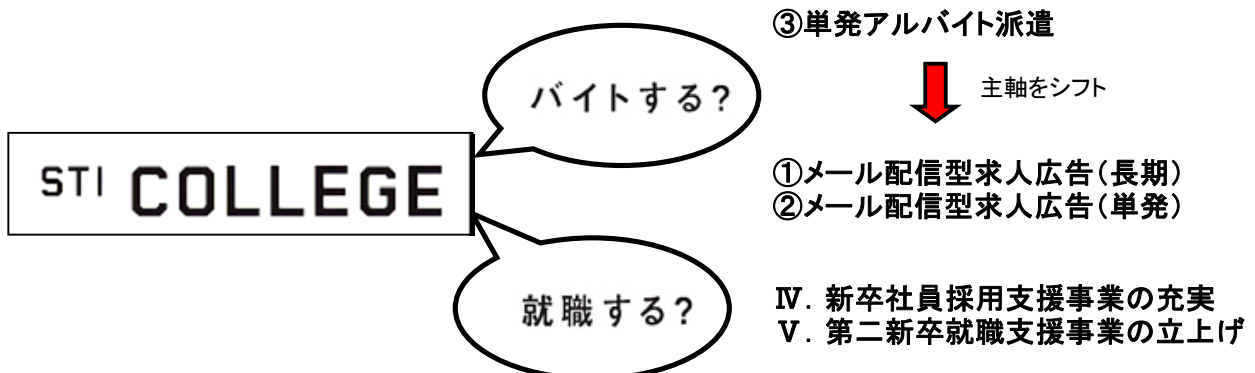 ③単発アルバイト派遣
バイトする?
主軸をシフト
STI COLLEGE
①メール配信型求人広告(長期)
②メール配信型求人広告(単発)
就職する?
Ⅳ. 新卒社員採用支援事業の充実
Ⅴ. 第二新卒就職支援事業の立上げ